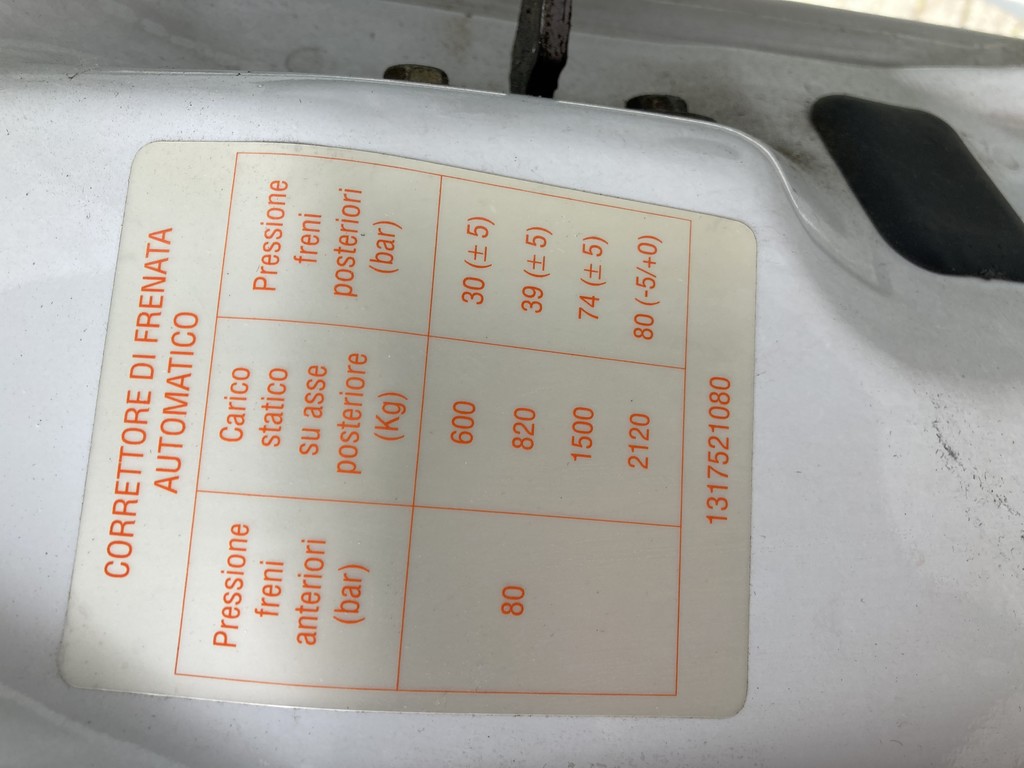 CORRETTORE DI FRENATA
AUTOMATICO
Pressione
freni
anteriori
(bar)
Carico
statico
su asse
posteriore
(Kg)
Pressione
freni
posteriori
(bar)
80
600
30 (± 5)
820
39 (± 5)
1500
74 (± 5)
2120
80 (-5/+0)
1317521080